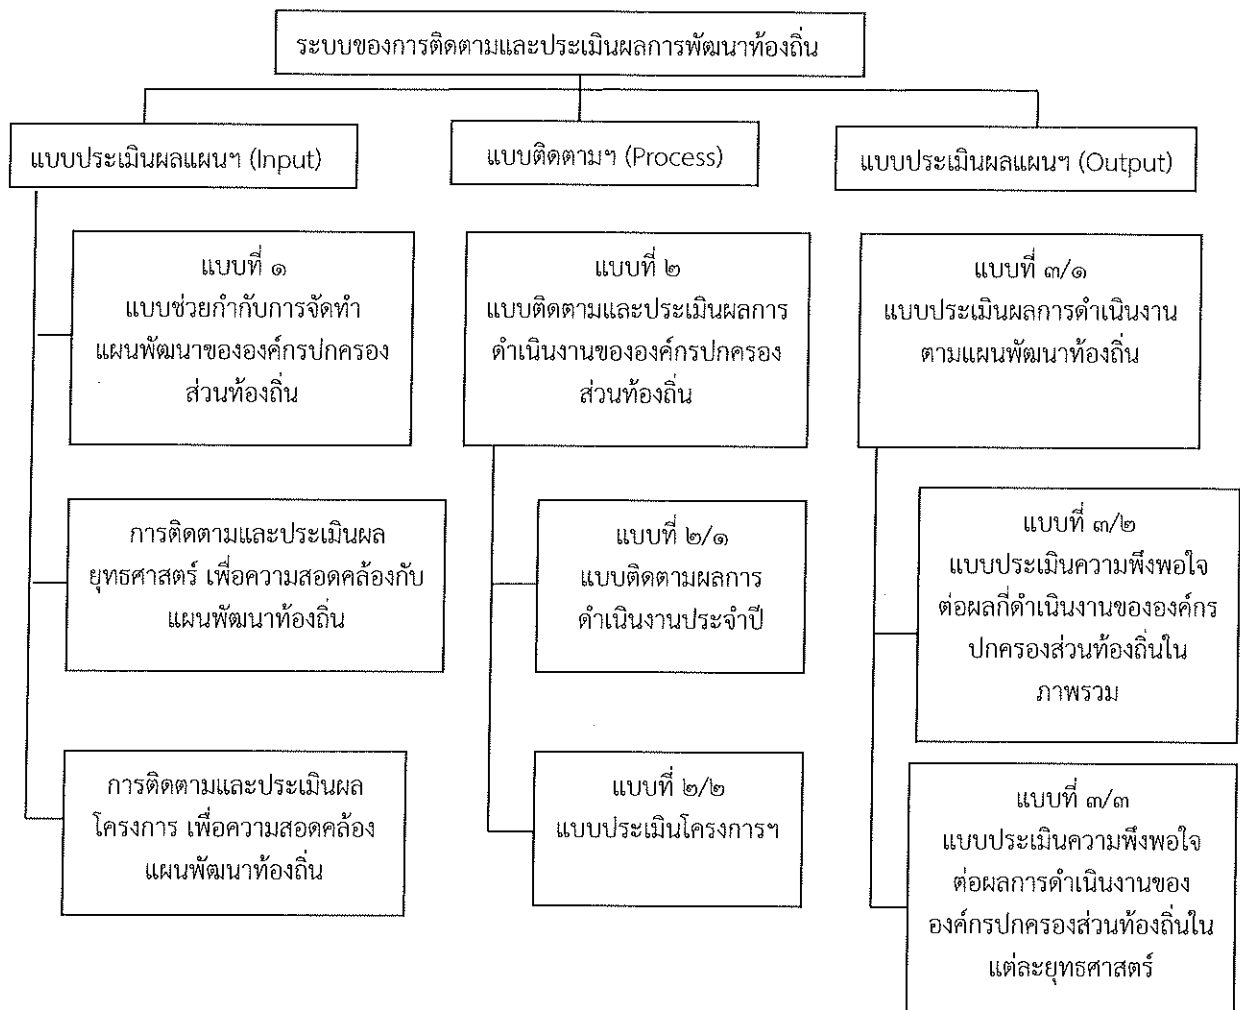 ระบบของการติดตามและประเมินผลการพัฒนาท้องถิ่น
แบบประเมินผลแผนฯ (Input)
แบบติดตามฯ (Process)
แบบประเมินผลแผนฯ (Output)
แบบที่ ๑
แบบช่วยกำกับการจัดทำ
แผนพัฒนาขององค์กรปกครอง
ส่วนท้องถิ่น
การติดตามและประเมินผล
ยุทธศาสตร์ เพื่อความสอดคล้องกับ
แผนพัฒนาท้องถิ่น
การติดตามและประเมินผล
โครงการ เพื่อความสอดคล้อง
แผนพัฒนาท้องถิ่น
แบบที่ ๒
แบบติดตามและประเมินผลการ
ดำเนินงานขององค์กรปกครอง
ส่วนท้องถิ่น
แบบที่ ๒/๑
แบบติดตามผลการ
ดำเนินงานประจำปี
แบบที่ ๒/๒
แบบประเมินโครงการฯ
แบบที่ ๓/๑
แบบประเมินผลการดำเนินงาน
ตามแผนพัฒนาท้องถิ่น
แบบที่ ๓/๒
แบบประเมินความพึงพอใจ
ต่อผลกี่ดำเนินงานขององค์กร
ปกครองส่วนท้องถิ่นใน
ภาพรวม
แบบที่ ๓/๓
แบบประเมินความพึงพอใจ
ต่อผลการดำเนินงานของ
องค์กรปกครองส่วนท้องถิ่นใน
แต่ละยุทธศาสตร์